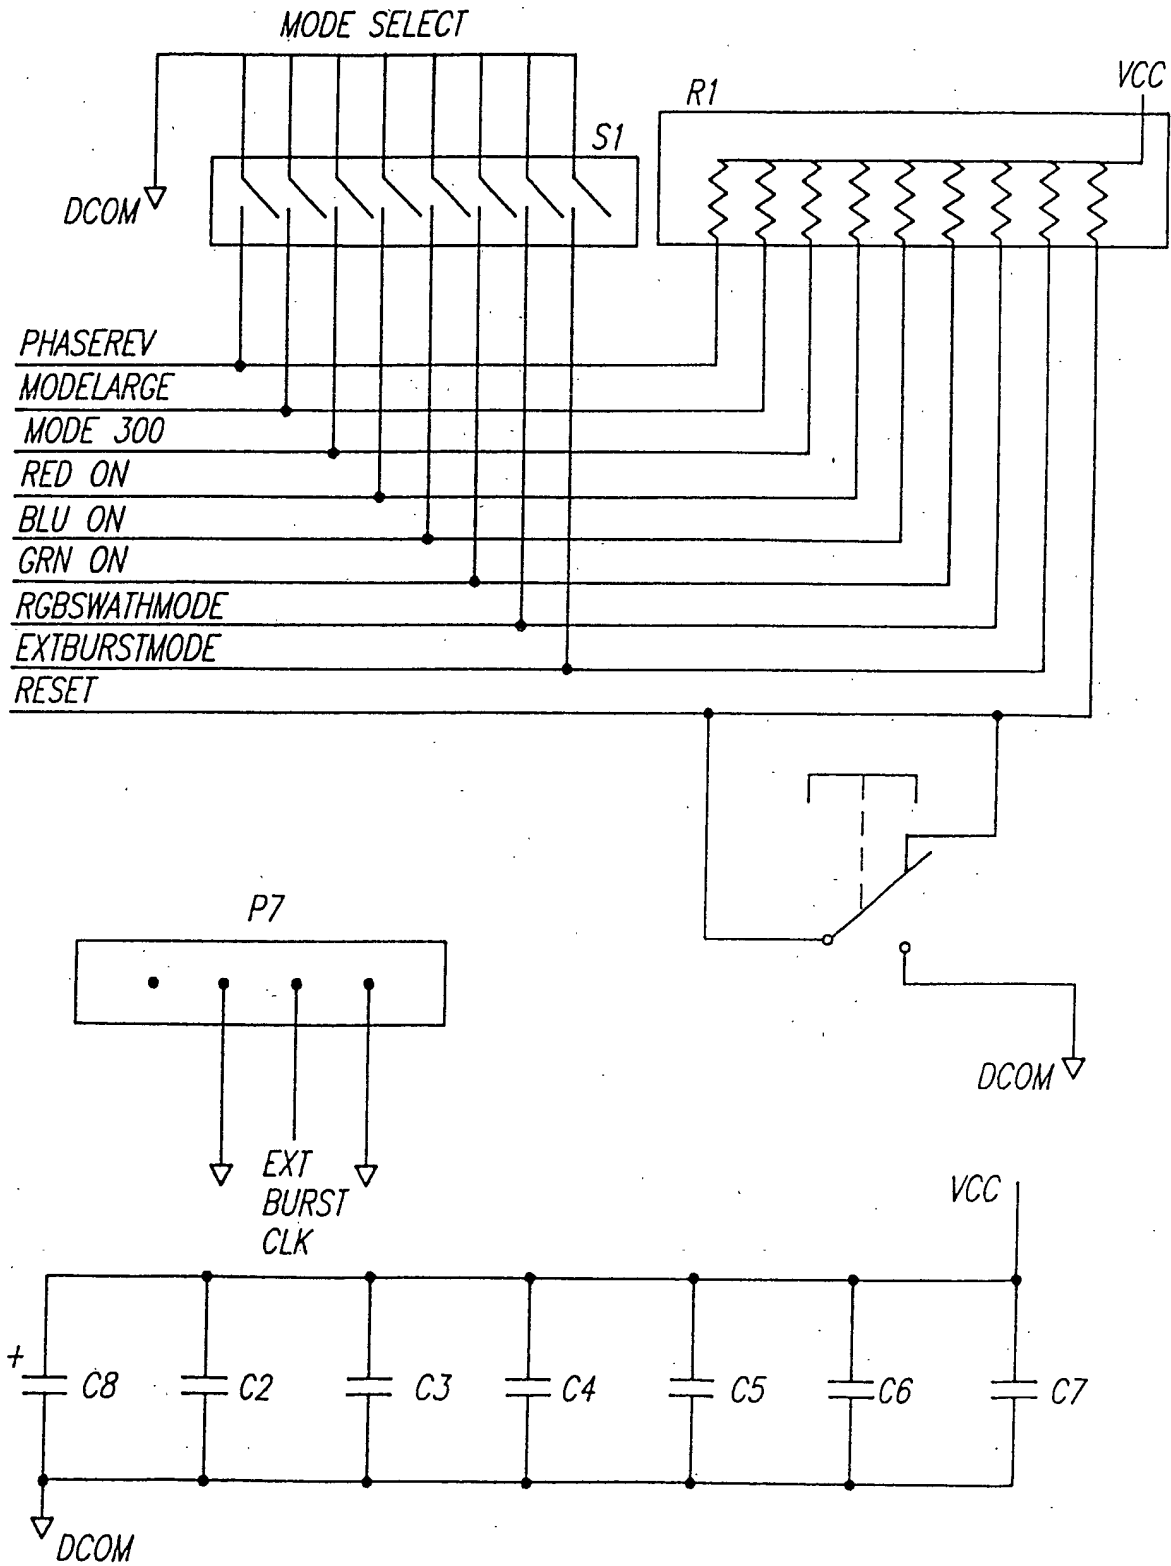 MODE SELECT
VCC
R1
S1
DCOM
PHASEREV
MODELARGE
MODE 300
RED ON
BLU ON
GRN ON
RGBSWATHMODE
EXTBURSTMODE
RESET
P7
DCOM
EXT
BURST
CLK
VCC
+
C8
C2
C3
C4
C5
C6
C7
DCOM